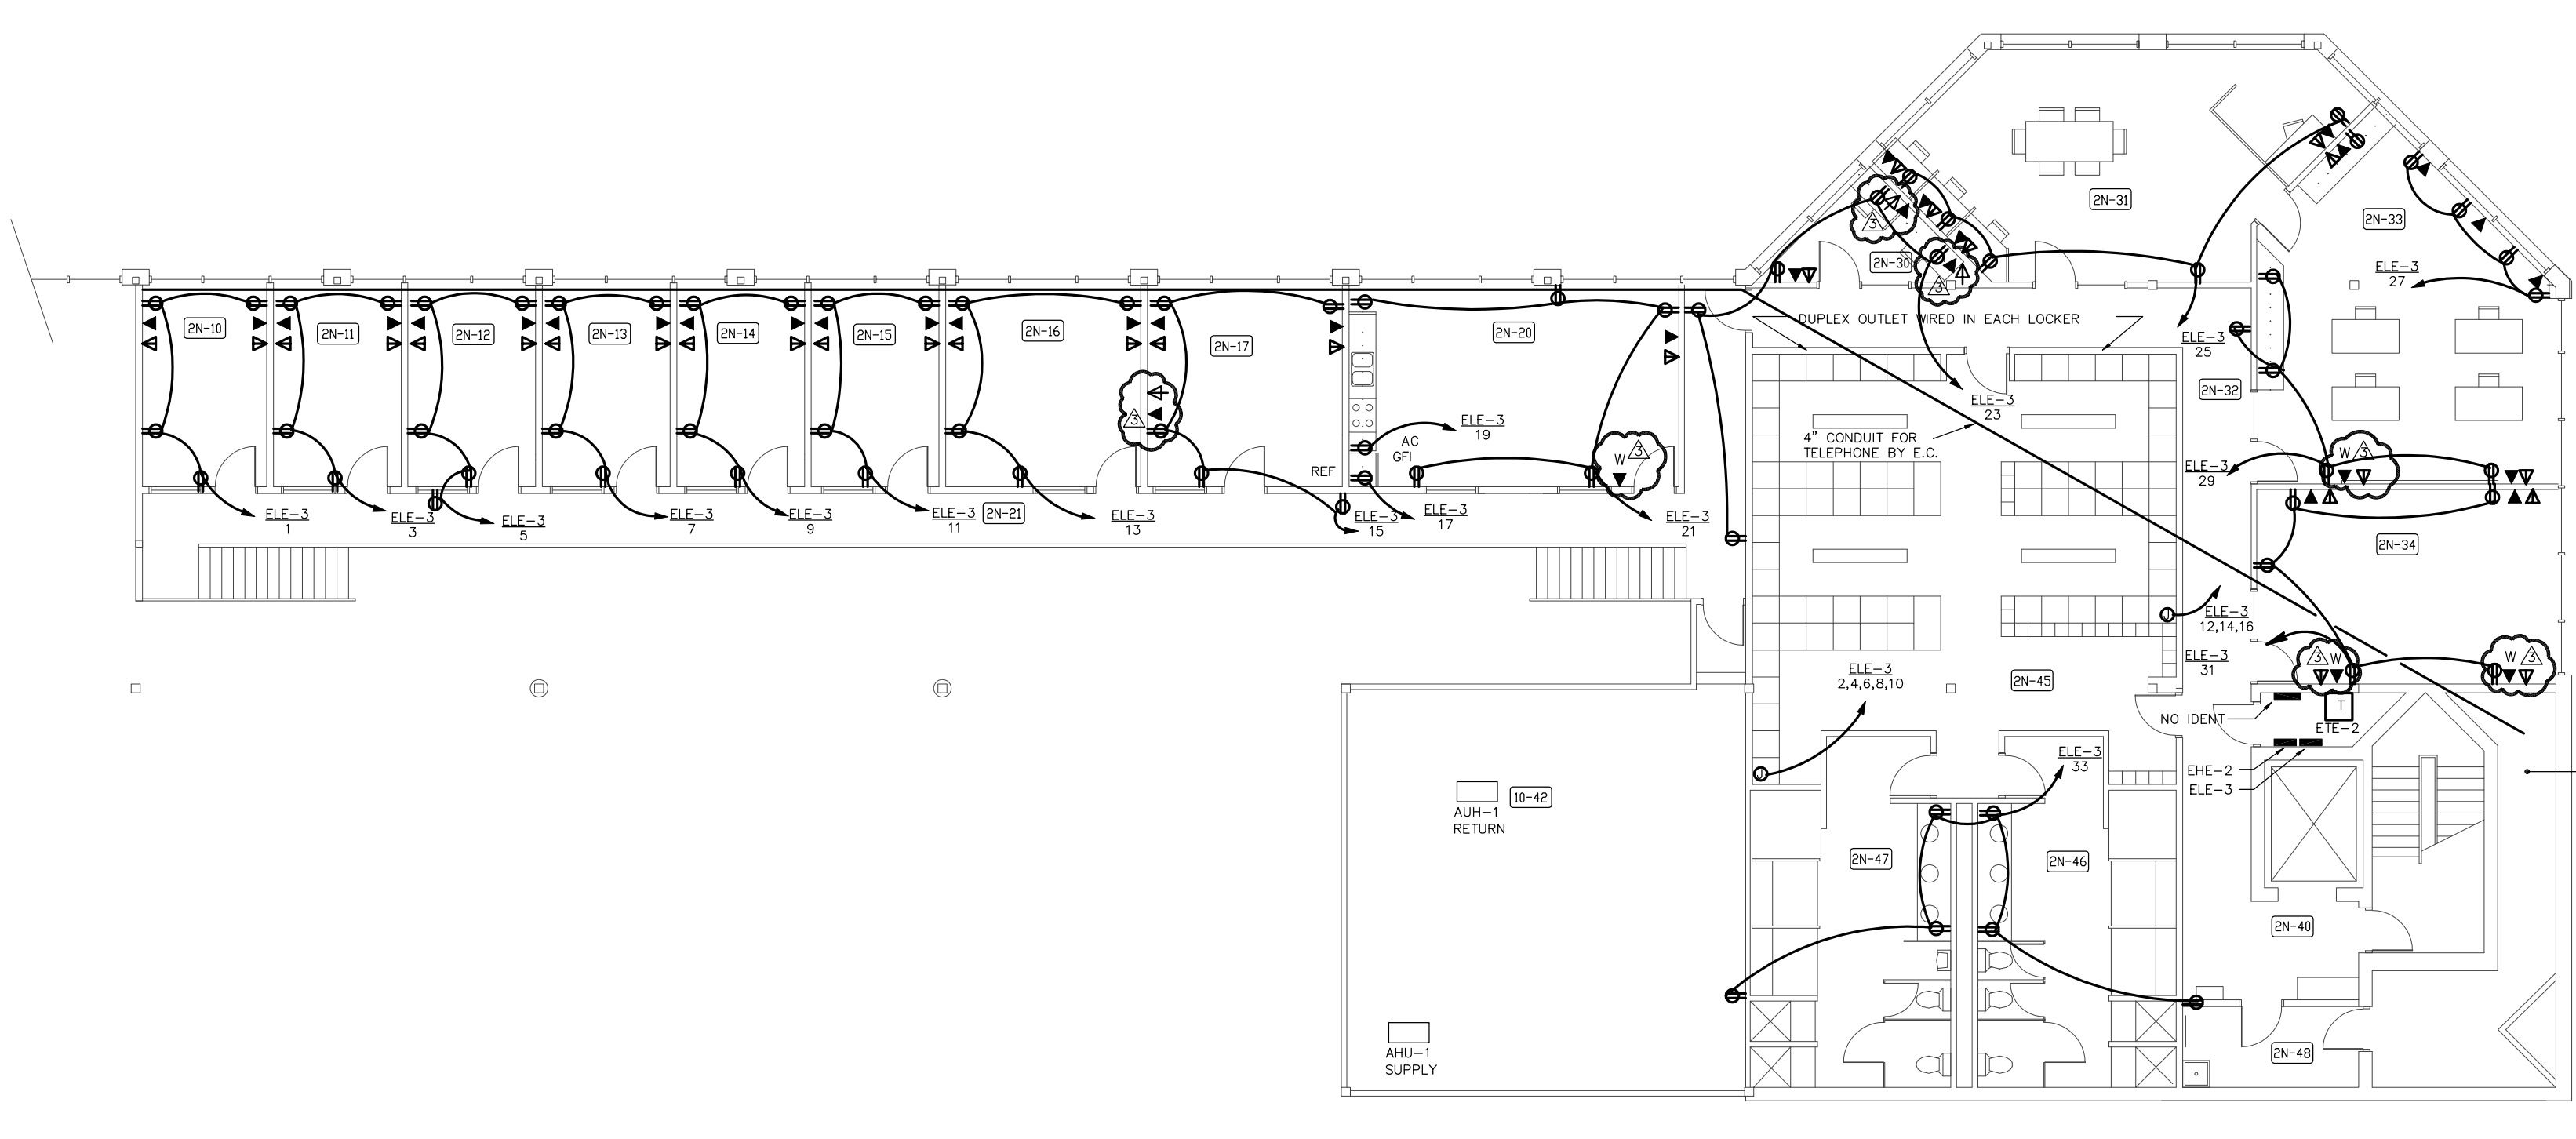 2N-31
2N-33
2N-30
3
3
ELE-3
27
2N-10
2N-11
2N-12
2N-13
2N-14
2N-15
2N-16
2N-17
2N-20
DUPLEX OUTLET WIRED IN EACH LOCKER
ELE-3
25
2N-32
ELE-3
23
3
ELE-3
19
AC
GFI
REF
4" CONDUIT FOR
TELEPHONE BY E.C.
W 3
W 3
ELE-3
29
ELE-3
1
ELE-3
3
ELE-3
5
ELE-3
7
ELE-3
9
ELE-3
11
2N-21
ELE-3
13
ELE-3
15
ELE-3
17
ELE-3
21
2N-34
J
ELE-3
12,14,16
ELE-3
31
3 W
W 3
ELE-3
2,4,6,8,10
2N-45
NO IDENT
T
ETE-2
J
ELE-3
33
EHE-2
ELE-3
AUH-1
RETURN
10-42
2N-47
2N-46
2N-40
AHU-1
SUPPLY
2N-48